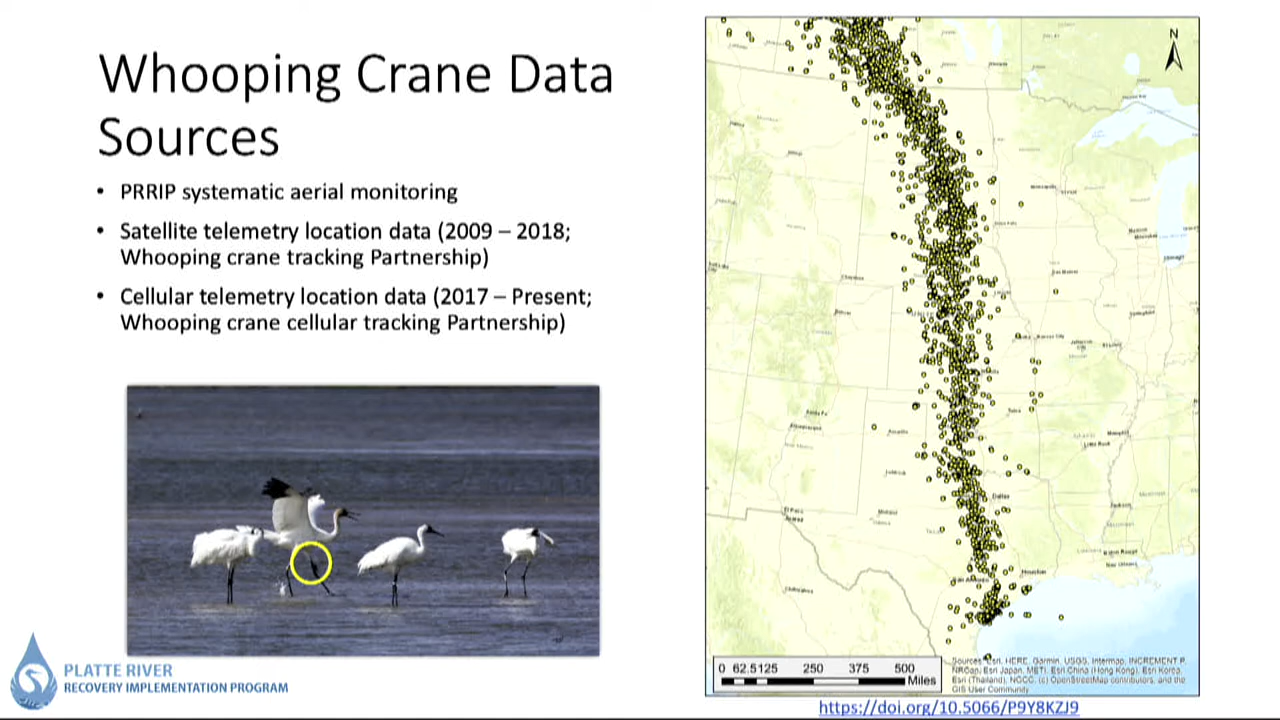 Whooping Crane Data
Sources
• PRRIP systematic aerial monitoring
• Satellite telemetry location data (2009 – 2018;
Whooping crane tracking Partnership)
• Cellular telemetry location data (2017 – Present;
Whooping crane cellular tracking Partnership)
PLATTE RIVER
RECOVERY IMPLEMENTATION PROGRAM
N
Dallas
Houston
0 62.5 125 250 375 500
Miles
Sources: Esri, HERE, Garmin, USGS, Intermap, INCREMENT P,
NRCan, Esri Japan, METI, Esri China (Hong Kong), Esri Korea,
Esri (Thailand), NGCC, (c) OpenStreetMap contributors, and the
GIS User Community
https://doi.org/10.5066/P9Y8KZJ9